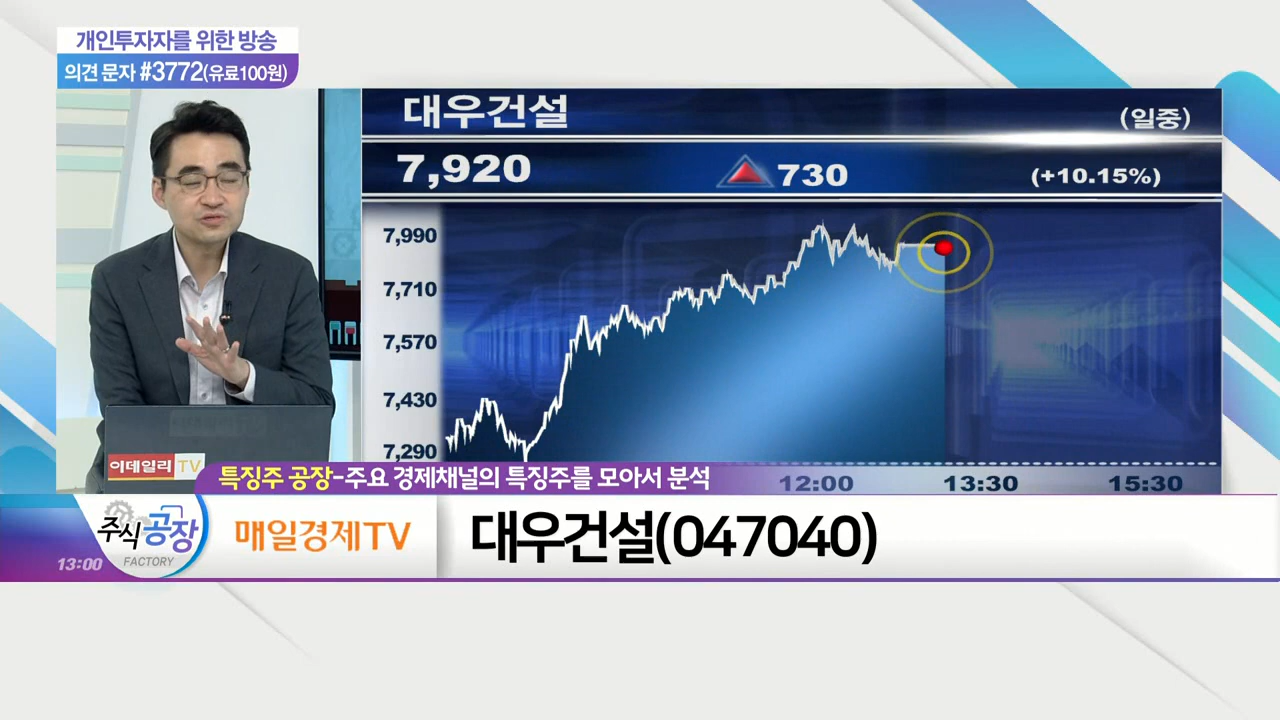 개인투자자를 위한 방송
의견 문자 #3772(유료100원)
대우건설
(일중)
7,920
730
(+10.15%)
7,990
7,710
7,570
7,430
7,290
12:00
13:30
15:30
이데일리TV
특징주 공장-주요 경제채널의 특징주를 모아서 분석
13:00
주식공장
FACTORY
매일경제TV
대우건설(047040)